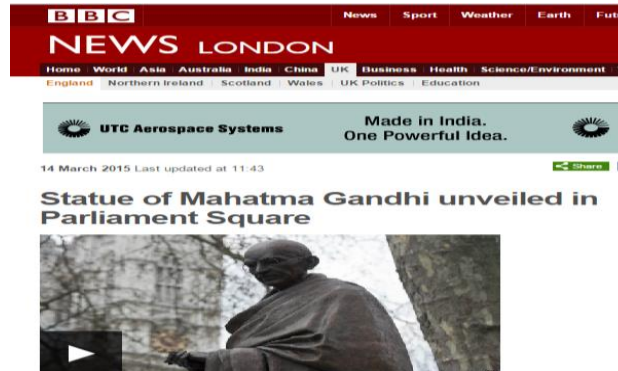 BBC News Sport Weather Earth
NEWS LONDON
Home World Asia Australia India China UK Business Health Science/Environment
England Northern Ireland Scotland Wales UK Politics Education
UTC Aerospace Systems Made in India.
One Powerful Idea.
14 March 2015 Last updated at 11:43 Share
Statue of Mahatma Gandhi unveiled in
Parliament Square